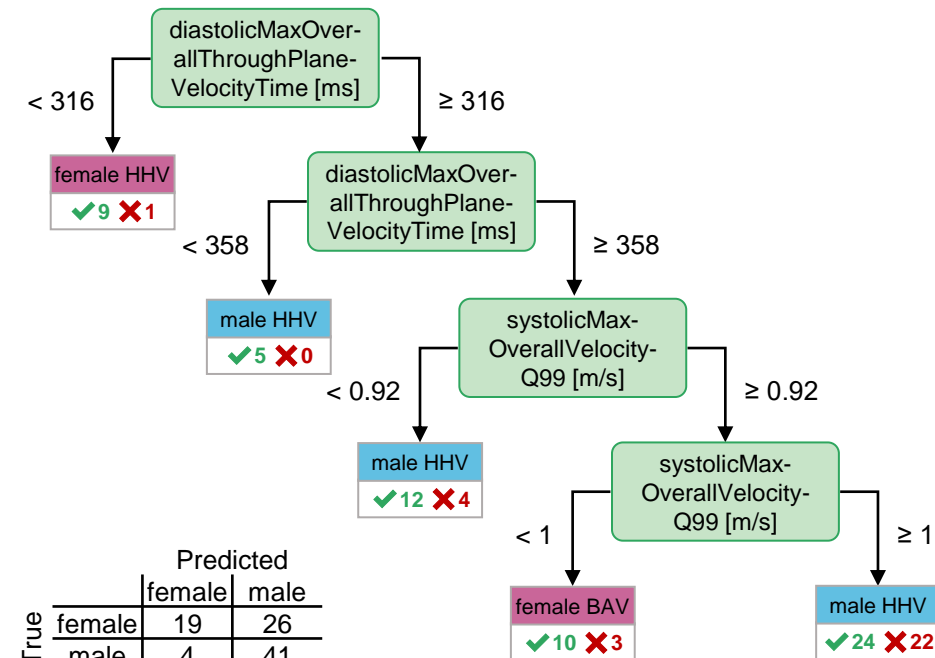 diastolicMaxOver-
allThroughPlane-
VelocityTime [ms]
< 316
≥ 316
female HHV
9 1
diastolicMaxOver-
allThroughPlane-
VelocityTime [ms]
< 358
≥ 358
male HHV
5 0
systolicMax-
OverallVelocity-
Q99 [m/s]
< 0.92
≥ 0.92
male HHV
12 4
systolicMax-
OverallVelocity-
Q99 [m/s]
< 1
≥ 1
female BAV
10 3
male HHV
24 22
Predicted
female male
True
female 19 26
male 4 41